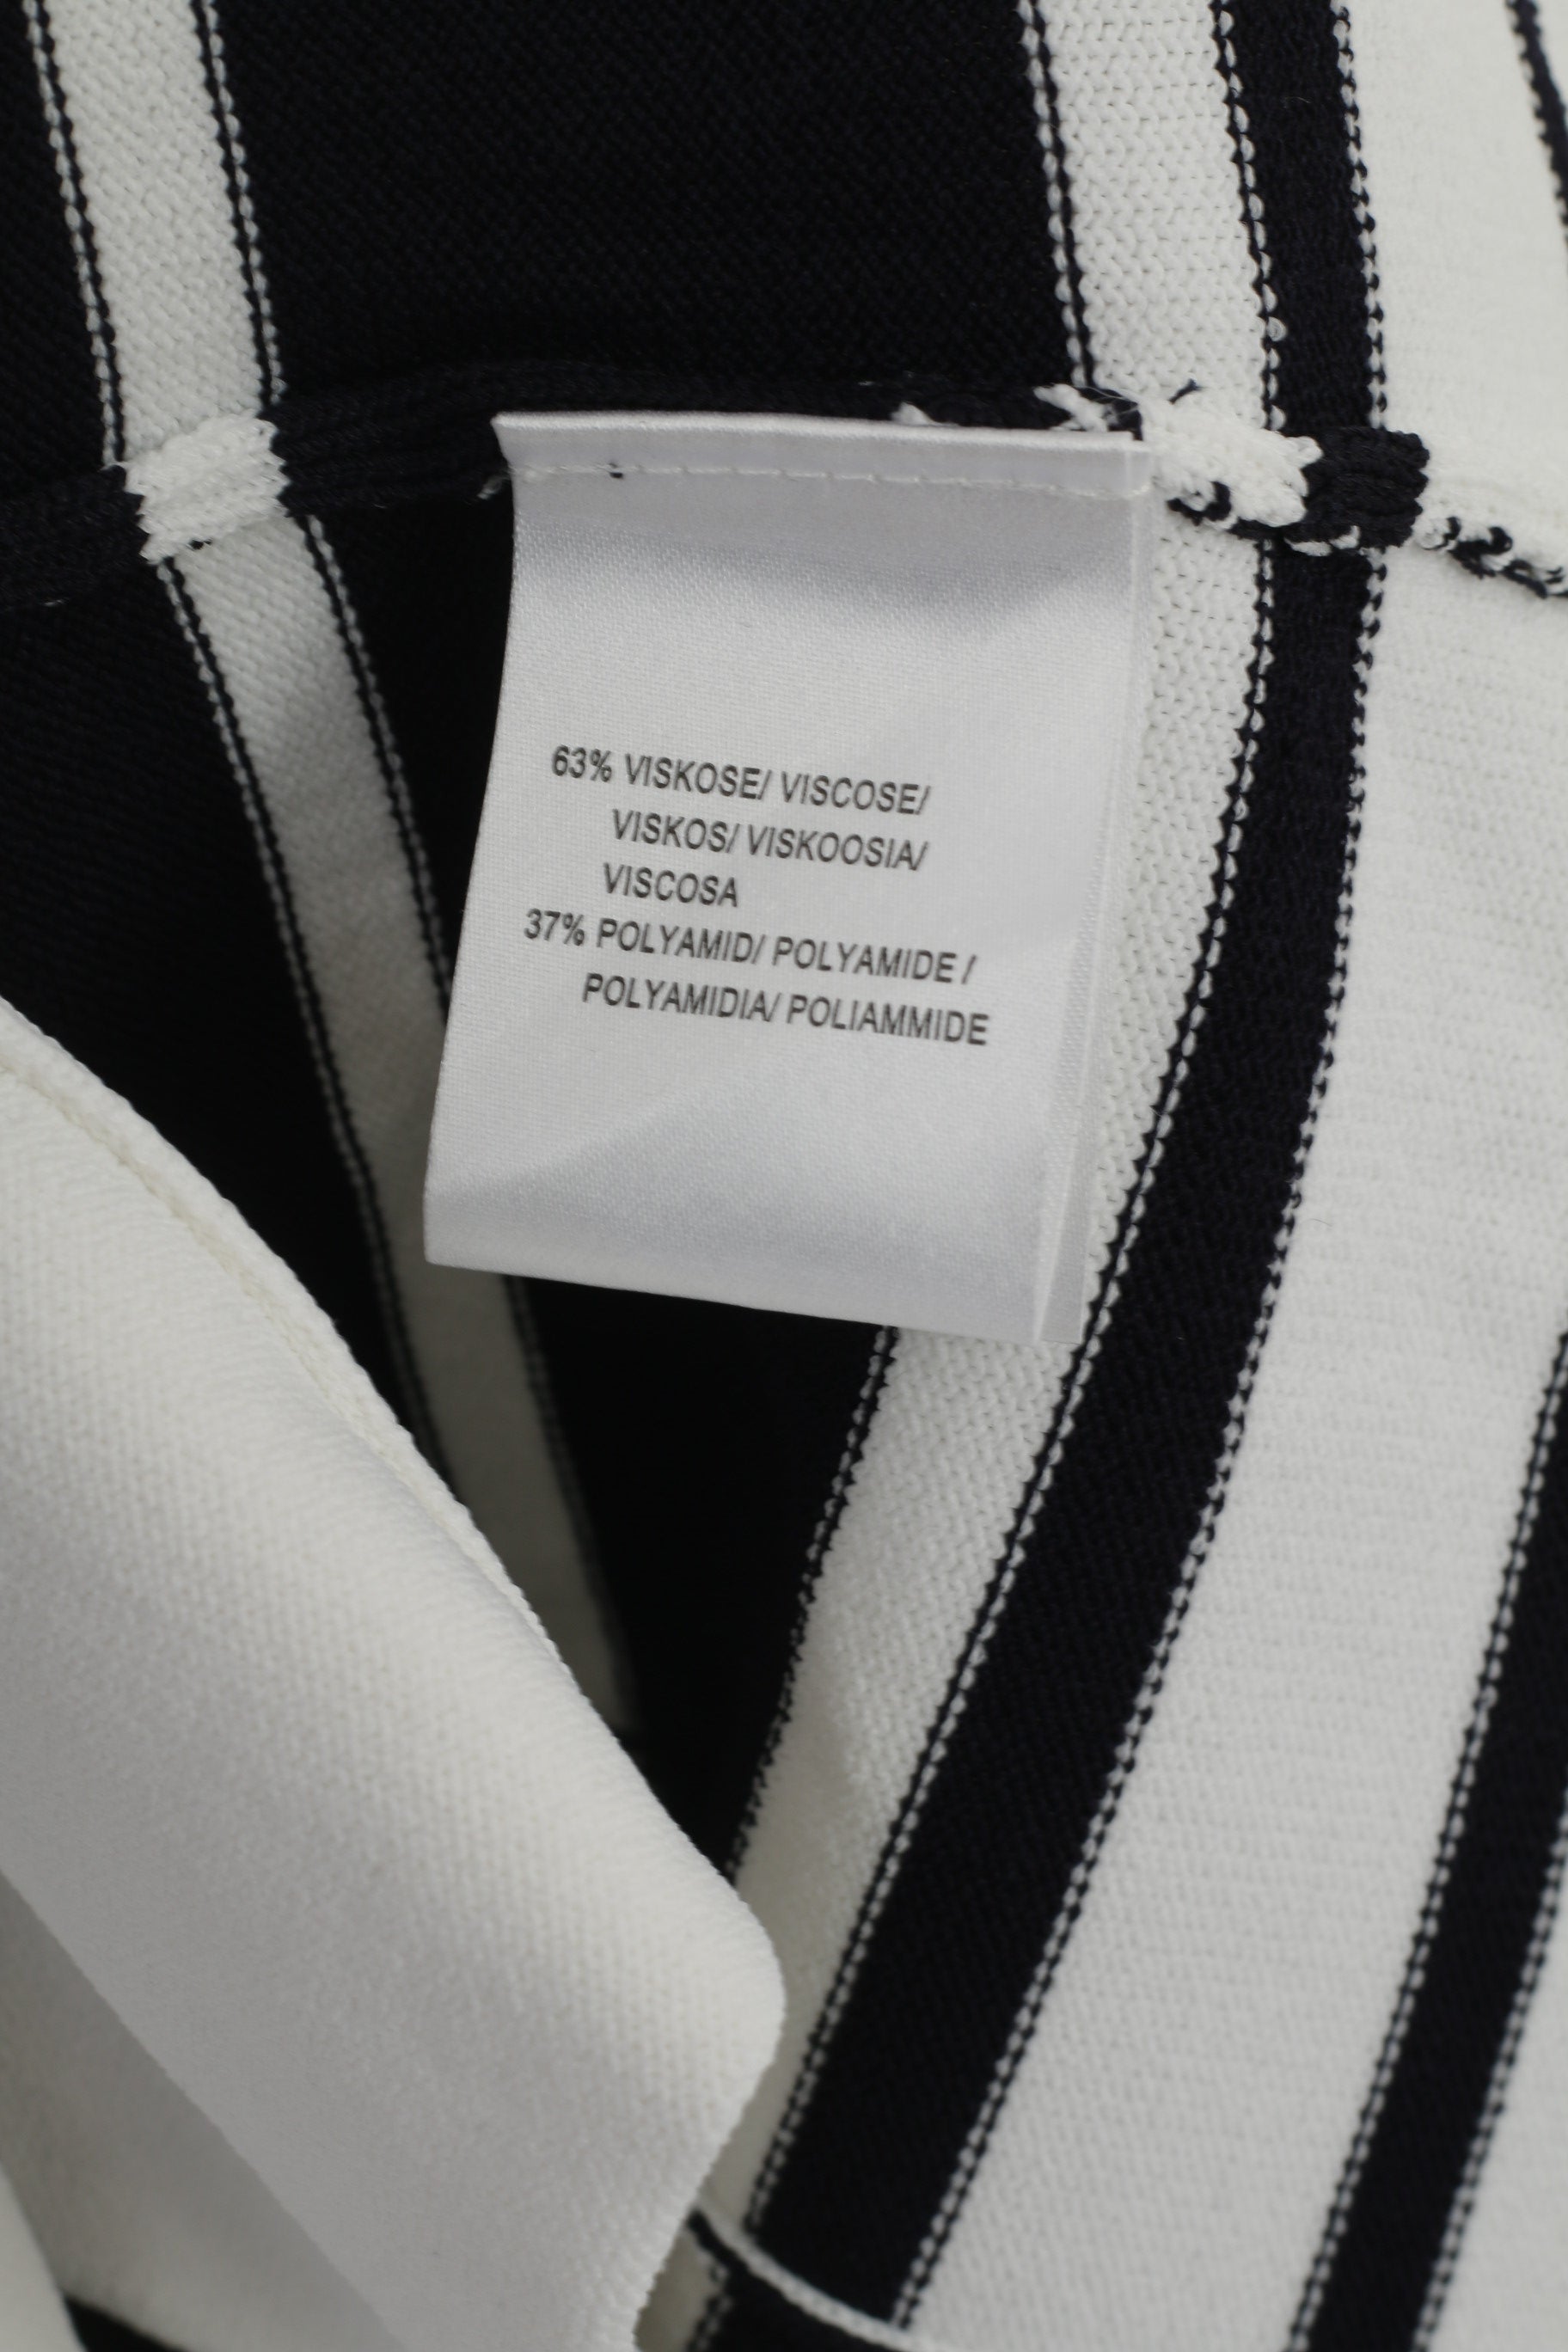 63% VISKOSE/ VISCOSE/
VISKOS/ VISKOOSIA/
VISCOSA
37% POLYAMID/ POLYAMIDE /
POLYAMIDIA/ POLIAMMIDE